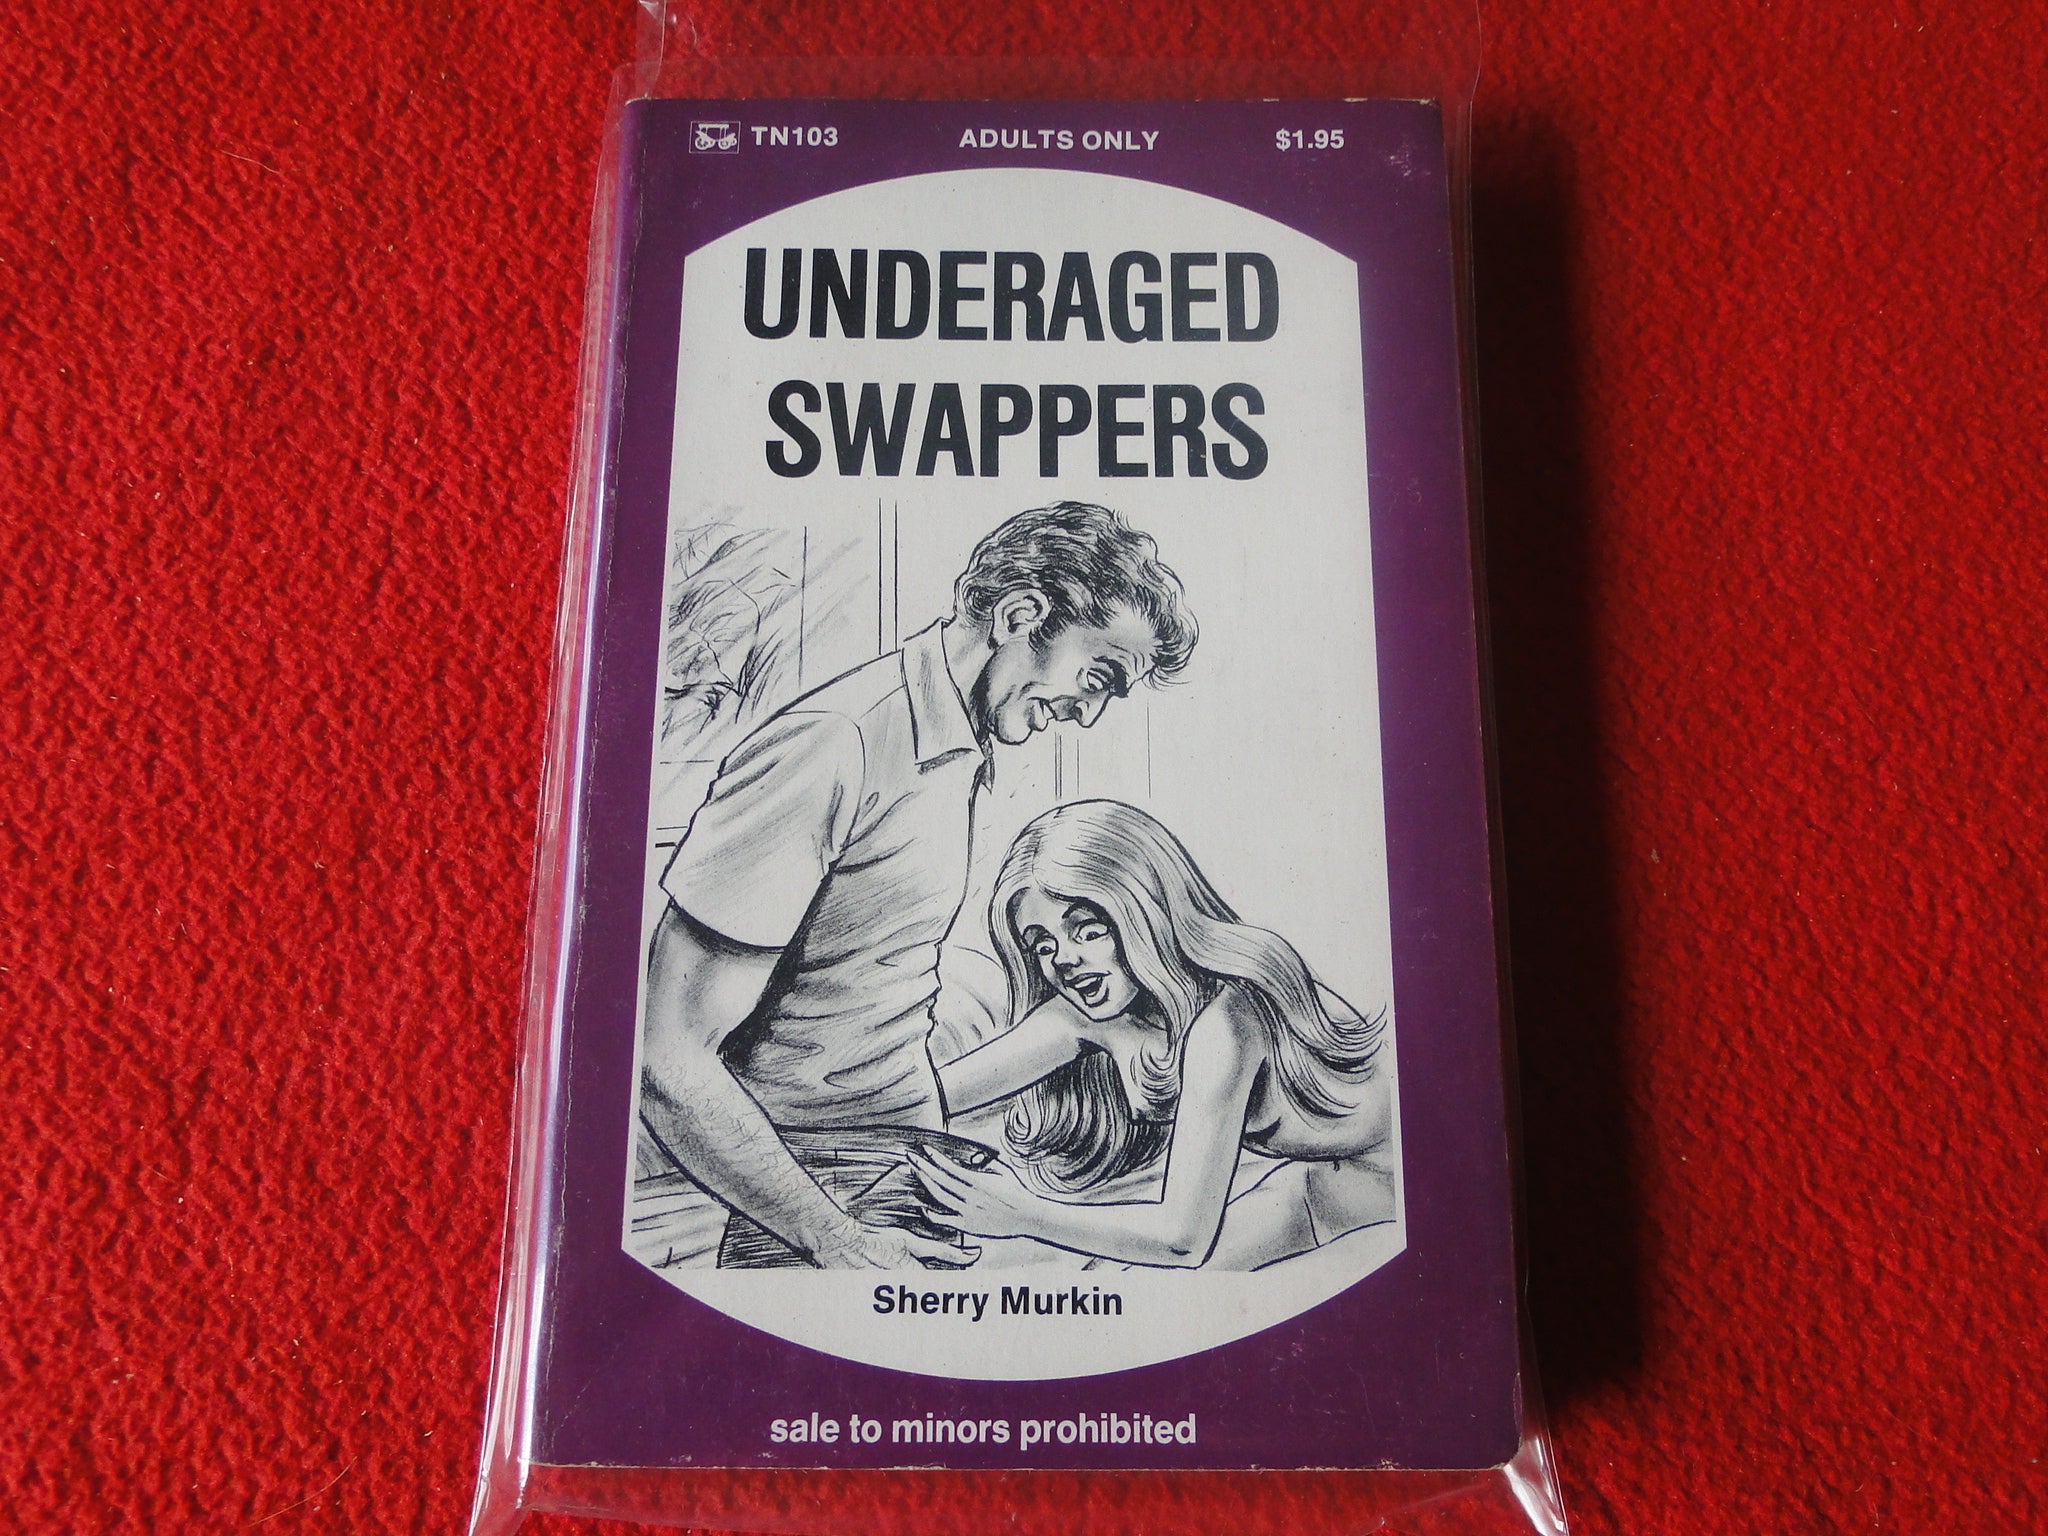 TN103 ADULTS ONLY $1.95
UNDERAGED
SWAPPERS
Sherry Murkin
sale to minors prohibited